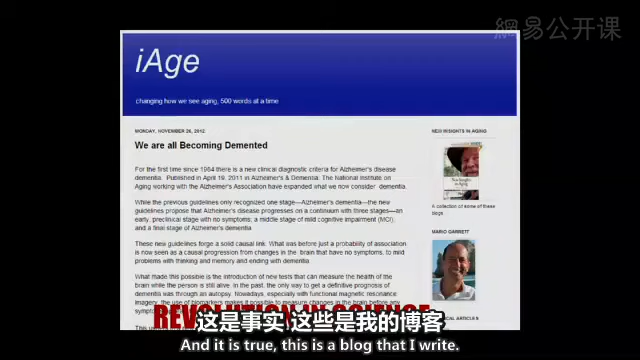 網易公开课
iAge
changing how we see aging, 500 words at a time
MONDAY, NOVEMBER 26, 2012
We are all Becoming Demented
For the first time since 1984 there is a new clinical diagnostic criteria for Alzheimer's disease
dementia. Published in April 19, 2011 in Alzheimer's & Dementia: The National Institute on
Aging working with the Alzheimer's Association have expanded what we now consider dementia.
While the previous guidelines only recognized one stage—Alzheimer's dementia—the new
guidelines propose that Alzheimer's disease progresses on a continuum with three stages—an
early, preclinical stage with no symptoms; a middle stage of mild cognitive impairment (MCI),
and a final stage of Alzheimer's dementia
These new guidelines forge a solid causal link. What was before just a probability of association
is now seen as a causal progression from changes in the brain that have no symptoms, to mild
problems with thinking and memory and ending with dementia.
What made this possible is the introduction of new tests that can measure the health of the
brain while the person is still alive. In the past, the only way to get a definitive prognosis of
dementia was through autopsy. Nowadays, especially with functional magnetic resonance
imagery, the use of biomarkers makes it possible to measure changes in the brain before any
NEW INSIGHTS IN AGING
A collection of some of these
blogs
MARIO GARRETT
ARTICLES
REVOLUTION IN SCIENCE
这是事实 这些是我的博客
And it is true, this is a blog that I write.